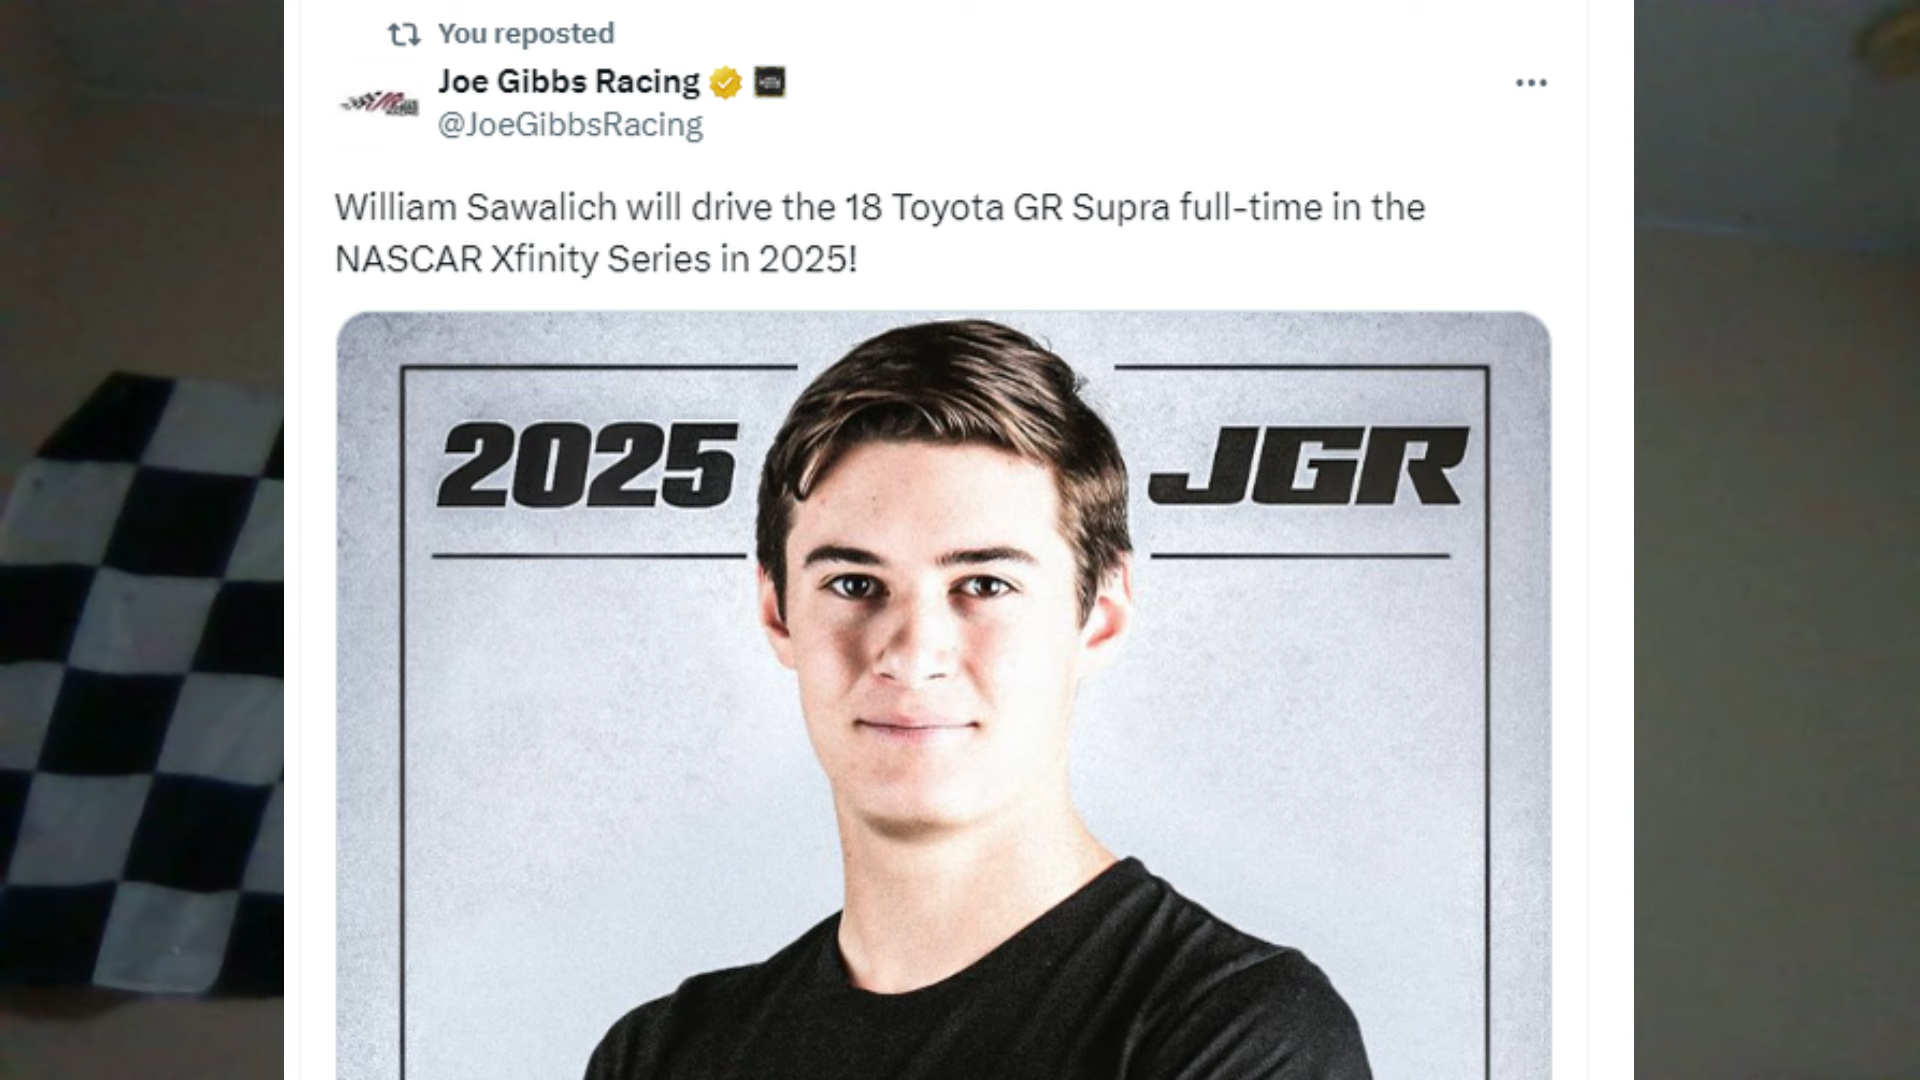 You reposted
Joe Gibbs Racing
@JoeGibbsRacing
William Sawalich will drive the 18 Toyota GR Supra full-time in the
NASCAR Xfinity Series in 2025!
2025 JGR